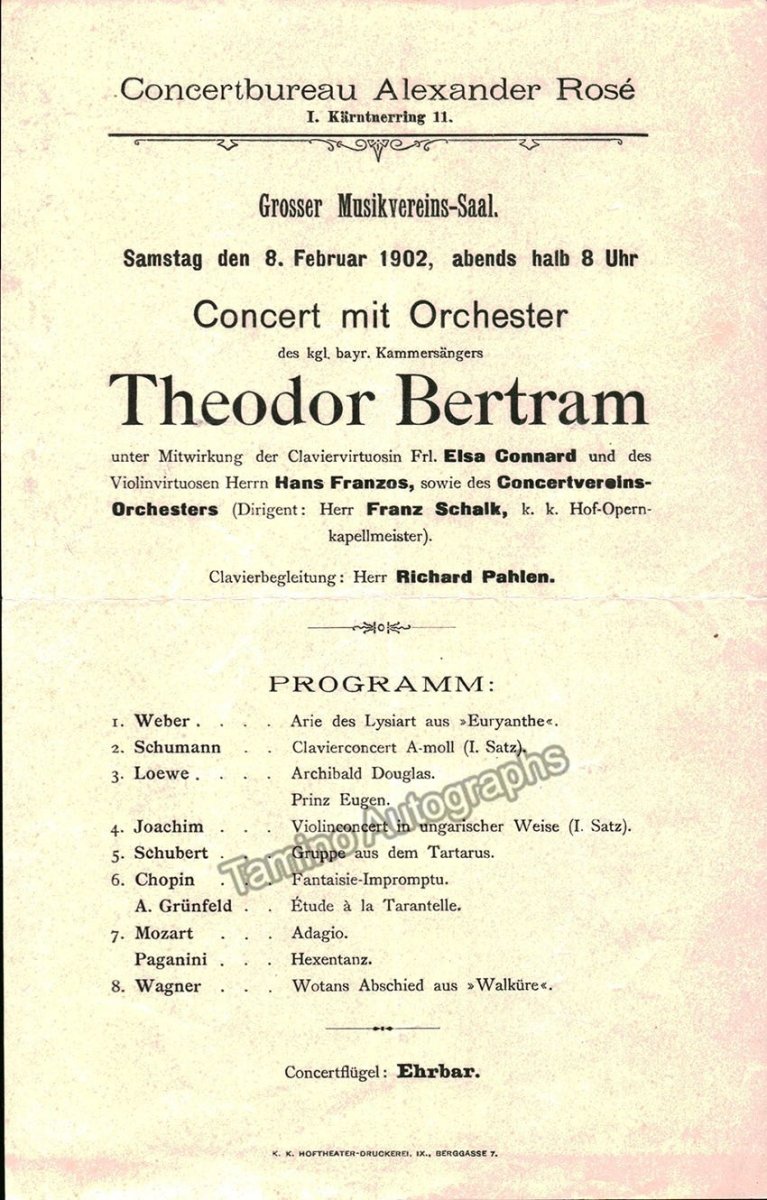 Concertbureau Alexander Rosé
I. Kärntnerring 11.
Grosser Musikvereins-Saal.
Samstag den 8. Februar 1902, abends halb 8 Uhr
Concert mit Orchester
des kgl. bayr. Kammersängers
Theodor Bertram
unter Mitwirkung der Claviervirtuosin Frl. Elsa Connard und des
Violinvirtuosen Herrn Hans Franzos, sowie des Concertvereins-
Orchesters (Dirigent: Herr Franz Schalk, k. k. Hof-Opern-
kapellmeister).
Clavierbegleitung: Herr Richard Pahlen.
PROGRAMM:
1. Weber . . . . Arie des Lysiart aus »Euryanthe«.
2. Schumann . . Clavierconcert A-moll (I. Satz).
3. Loewe . . . . Archibald Douglas.
Prinz Eugen.
4. Joachim . . . Violinconcert in ungarischer Weise (I. Satz).
5. Schubert . . . Gruppe aus dem Tartarus.
6. Chopin . . . Fantaisie-Impromptu.
A. Grünfeld . . Étude à la Tarantelle.
7. Mozart . . . Adagio.
Paganini . . . Hexentanz.
8. Wagner . . . Wotans Abschied aus »Walküre«.
Tamino Autographs
Concertflügel: Ehrbar.
K. K. HOFTHEATER-DRUCKEREI, IX., BERGGASSE 7.